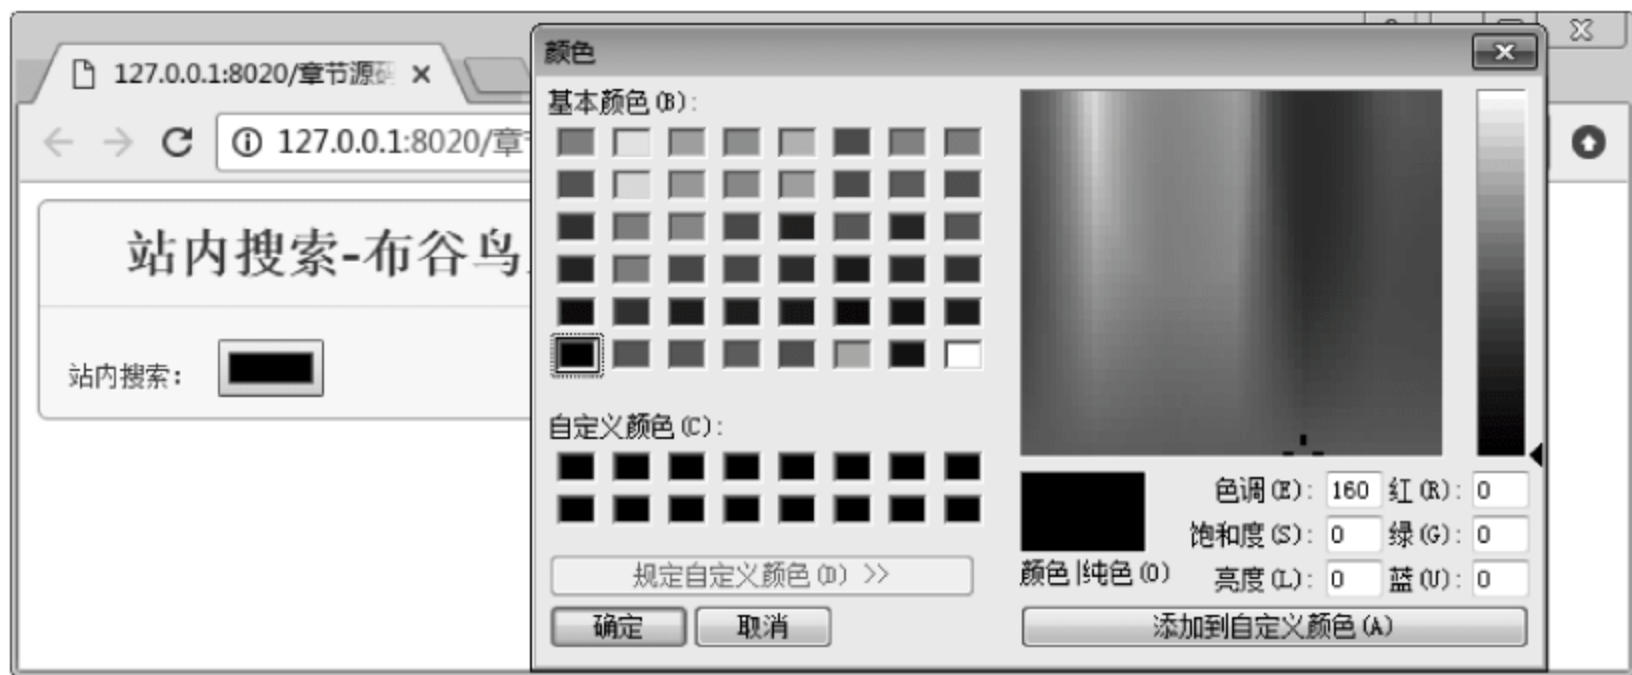 127.0.0.1:8020/章节源码
127.0.0.1:8020/章
站内搜索-布谷鸟
站内搜索：
颜色
基本颜色(B):
自定义颜色(C):
规定自定义颜色(D) >>
确定
取消
颜色|纯色(O)
色调(E): 160
红(R): 0
饱和度(S): 0
绿(G): 0
亮度(L): 0
蓝(U): 0
添加到自定义颜色(A)